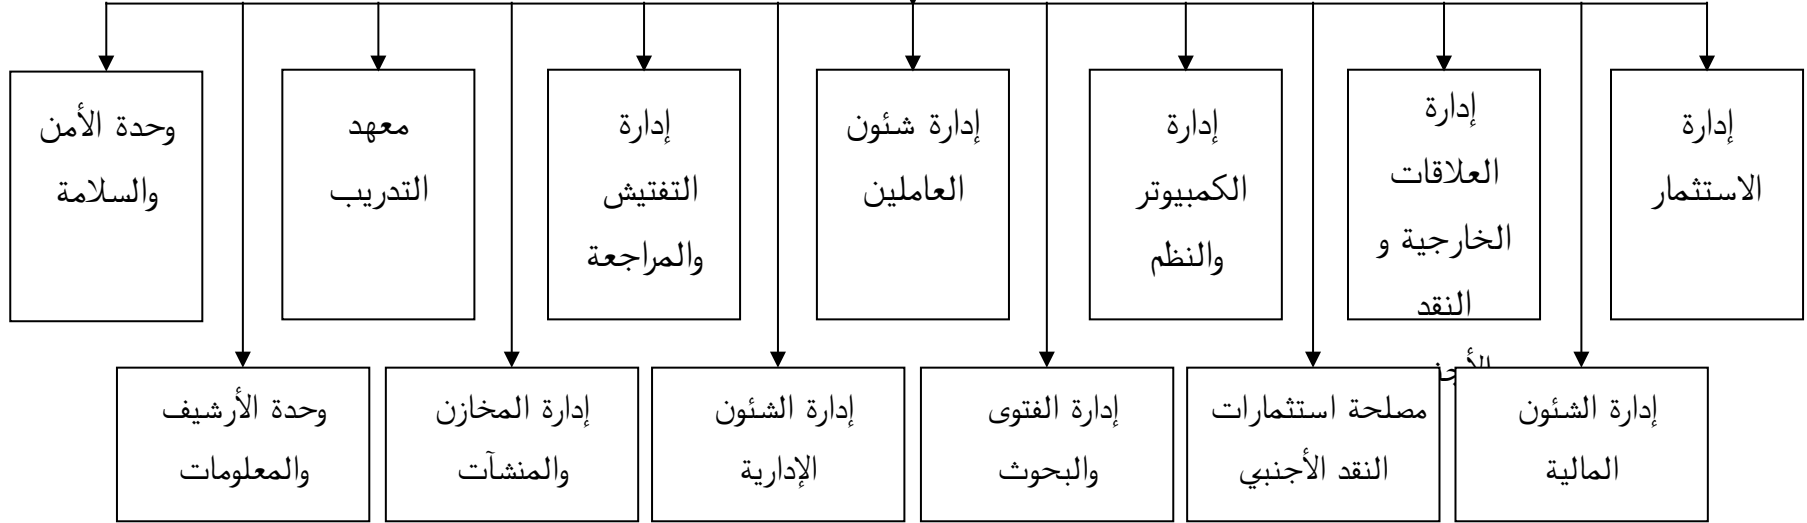 إدارة
الاستثمار
إدارة
العلاقات
الخارجية و
النقد
إدارة
الكمبيوتر
والنظم
إدارة شئون
العاملين
إدارة
التفتيش
والمراجعة
معهد
التدريب
وحدة الأمن
والسلامة
إدارة الشئون
المالية
مصلحة استثمارات
النقد الأجنبي
إدارة الفتوى
والبحوث
إدارة الشئون
الإدارية
إدارة المخازن
والمنشآت
وحدة الأرشيف
والمعلومات